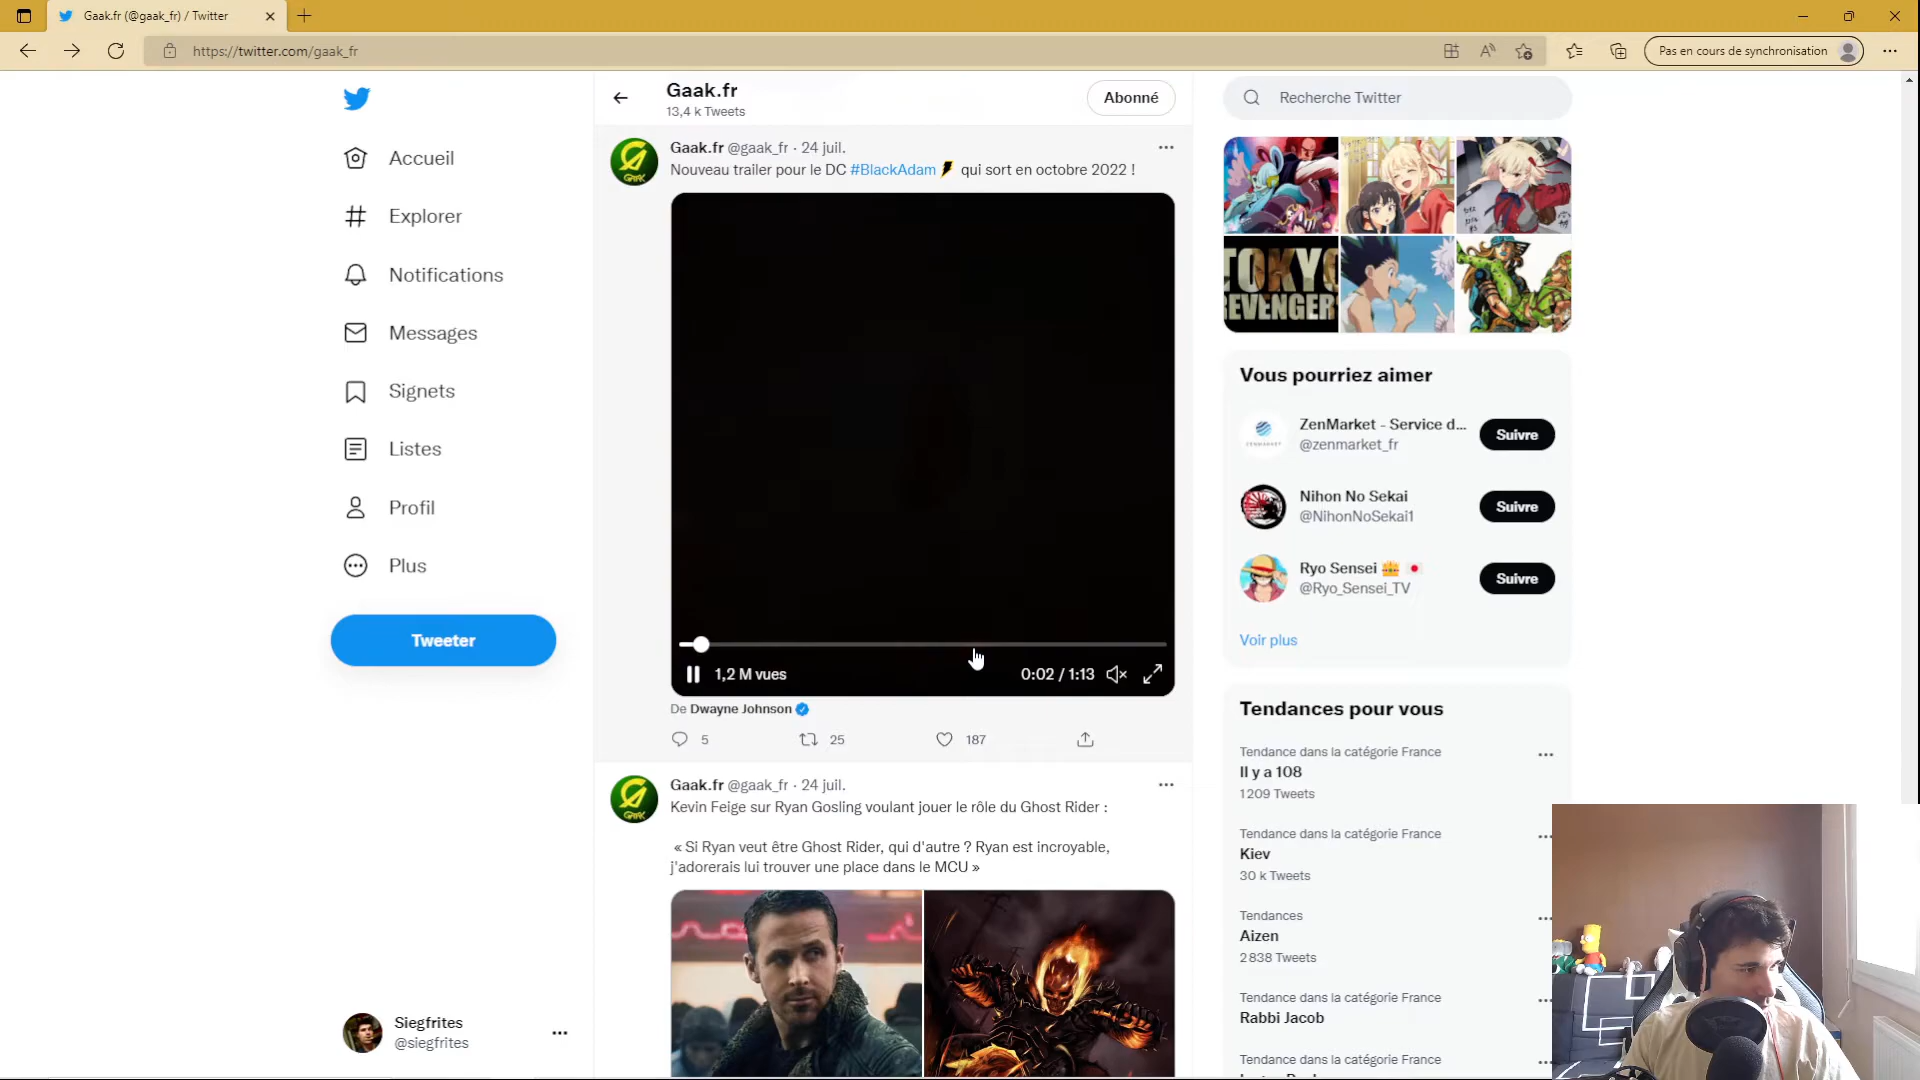 Gaak.fr (@gaak_fr) / Twitter
https://twitter.com/gaak_fr
Pas en cours de synchronisation
Accueil
Explorer
Notifications
Messages
Signets
Listes
Profil
Plus
Tweeter
Siegfrites
@siegfrites
Gaak.fr
13,4 k Tweets
Abonné
Gaak.fr @gaak_fr · 24 juil.
Nouveau trailer pour le DC #BlackAdam ⚡ qui sort en octobre 2022 !
1,2 M vues
0:02 / 1:13
De Dwayne Johnson
5
25
187
Gaak.fr @gaak_fr · 24 juil.
Kevin Feige sur Ryan Gosling voulant jouer le rôle du Ghost Rider :
« Si Ryan veut être Ghost Rider, qui d'autre ? Ryan est incroyable,
j'adorerais lui trouver une place dans le MCU »
Recherche Twitter
TOKYO
REVENGER
Vous pourriez aimer
ZenMarket - Service d...
@zenmarket_fr
Suivre
Nihon No Sekai
@NihonNoSekai1
Suivre
Ryo Sensei
@Ryo_Sensei_TV
Suivre
Voir plus
Tendances pour vous
Tendance dans la catégorie France
Il y a 108
1 209 Tweets
Tendance dans la catégorie France
Kiev
30 k Tweets
Tendances
Aizen
2 838 Tweets
Tendance dans la catégorie France
Rabbi Jacob
Tendance dans la catégorie France